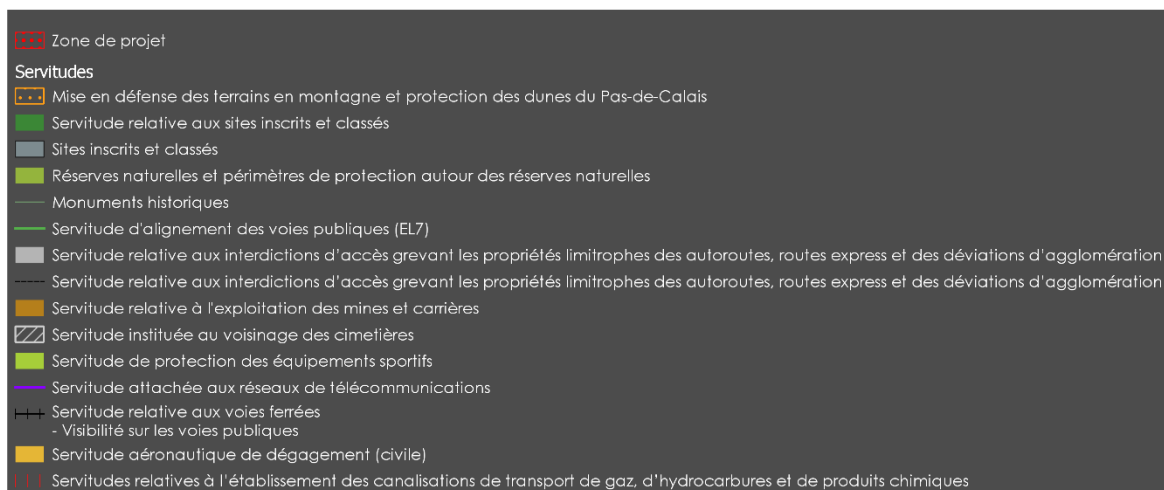 Zone de projet
Servitudes
Mise en défense des terrains en montagne et protection des dunes du Pas-de-Calais
Servitude relative aux sites inscrits et classés
Sites inscrits et classés
Réserves naturelles et périmètres de protection autour des réserves naturelles
Monuments historiques
Servitude d'alignement des voies publiques (EL7)
Servitude relative aux interdictions d'accès grevant les propriétés limitrophes des autoroutes, routes express et des déviations d'agglomération
Servitude relative aux interdictions d'accès grevant les propriétés limitrophes des autoroutes, routes express et des déviations d'agglomération
Servitude relative à l'exploitation des mines et carrières
Servitude instituée au voisinage des cimetières
Servitude de protection des équipements sportifs
Servitude attachée aux réseaux de télécommunications
Servitude relative aux voies ferrées
- Visibilité sur les voies publiques
Servitude aéronautique de dégagement (civile)
Servitudes relatives à l'établissement des canalisations de transport de gaz, d'hydrocarbures et de produits chimiques